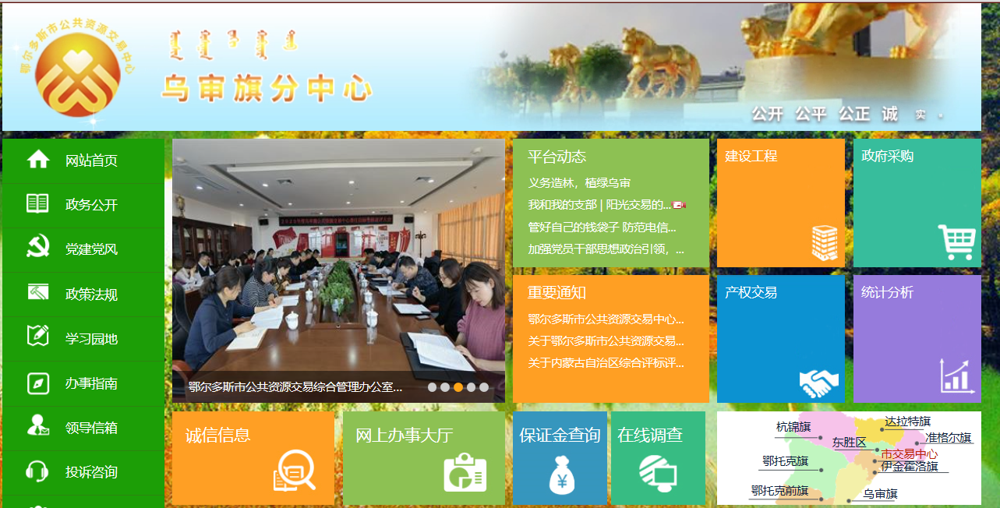 鄂尔多斯市公共资源交易中心
乌审旗分中心
公开 公平 公正 诚 实
网站首页
政务公开
党建党风
政策法规
学习园地
办事指南
领导信箱
投诉咨询
鄂尔多斯市公共资源交易综合管理办公室...
平台动态
义务造林，植绿乌审
我和我的支部 | 阳光交易的...
管好自己的钱袋子 防范电信...
加强党员干部思想政治引领，...
建设工程
政府采购
重要通知
鄂尔多斯市公共资源交易中心...
关于鄂尔多斯市公共资源交易...
关于内蒙古自治区综合评标评...
产权交易
统计分析
诚信信息
网上办事大厅
保证金查询
¥
在线调查
杭锦旗
达拉特旗
东胜区
准格尔旗
市交易中心
鄂托克旗
伊金霍洛旗
鄂托克前旗
乌审旗